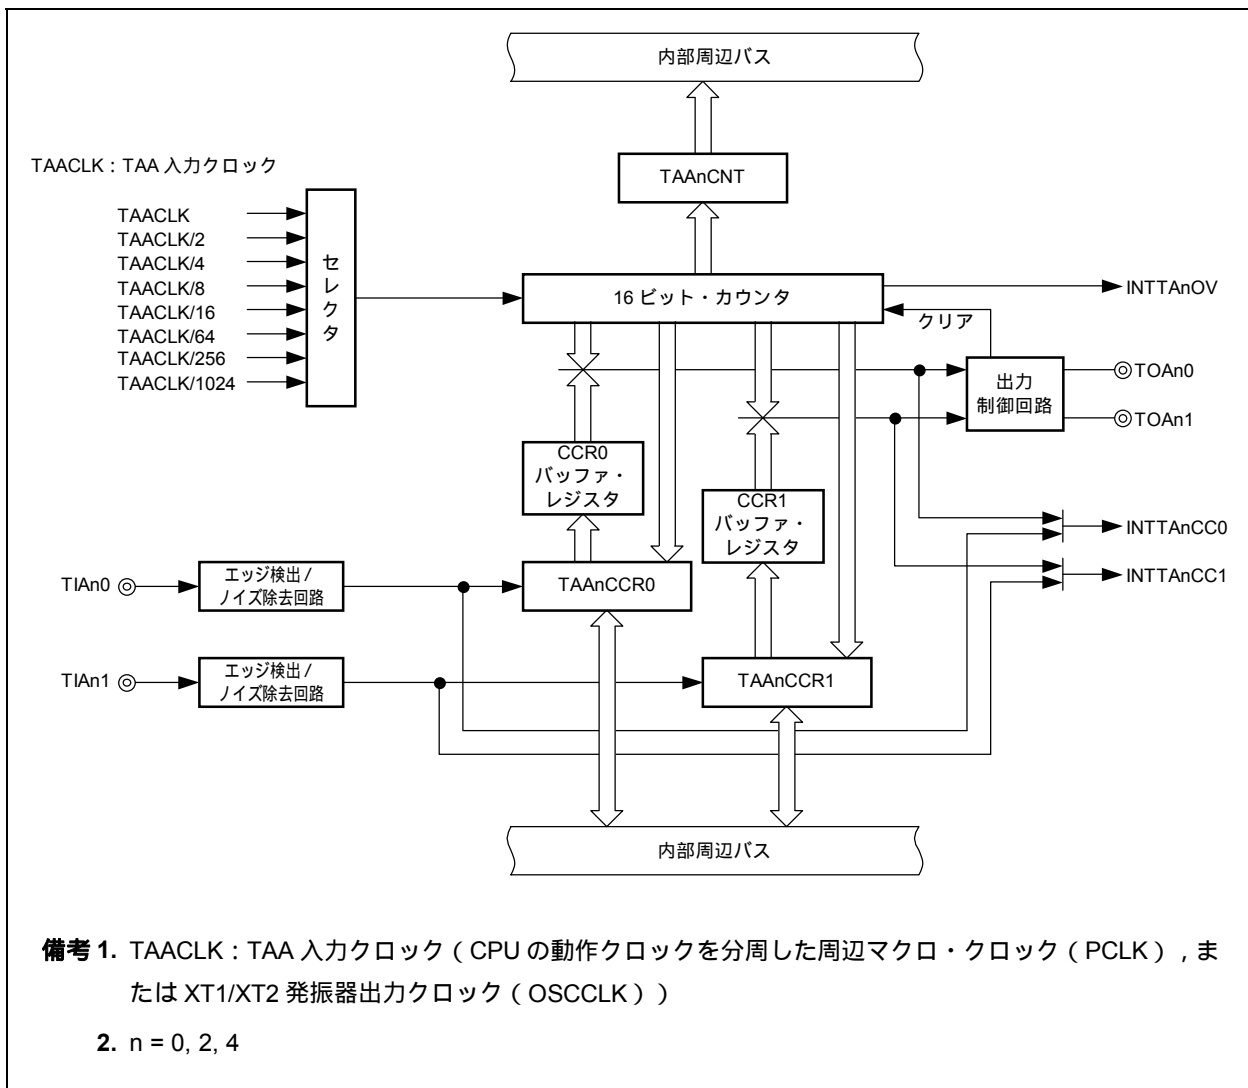 内部周辺バス
TAACLK：TAA 入力クロック
TAAnCNT
TAACLK
TAACLK/2
TAACLK/4
TAACLK/8
TAACLK/16
TAACLK/64
TAACLK/256
TAACLK/1024
セレクタ
16 ビット・カウンタ
INTTAnOV
クリア
出力
制御回路
TOAn0
TOAn1
CCR0
バッファ・
レジスタ
CCR1
バッファ・
レジスタ
INTTAnCC0
INTTAnCC1
TIAn0
エッジ検出 /
ノイズ除去回路
TAAnCCR0
TIAn1
エッジ検出 /
ノイズ除去回路
TAAnCCR1
内部周辺バス
備考 1. TAACLK：TAA 入力クロック（CPU の動作クロックを分周した周辺マクロ・クロック（PCLK），ま
たは XT1/XT2 発振器出力クロック（OSCCLK））
2. n = 0, 2, 4